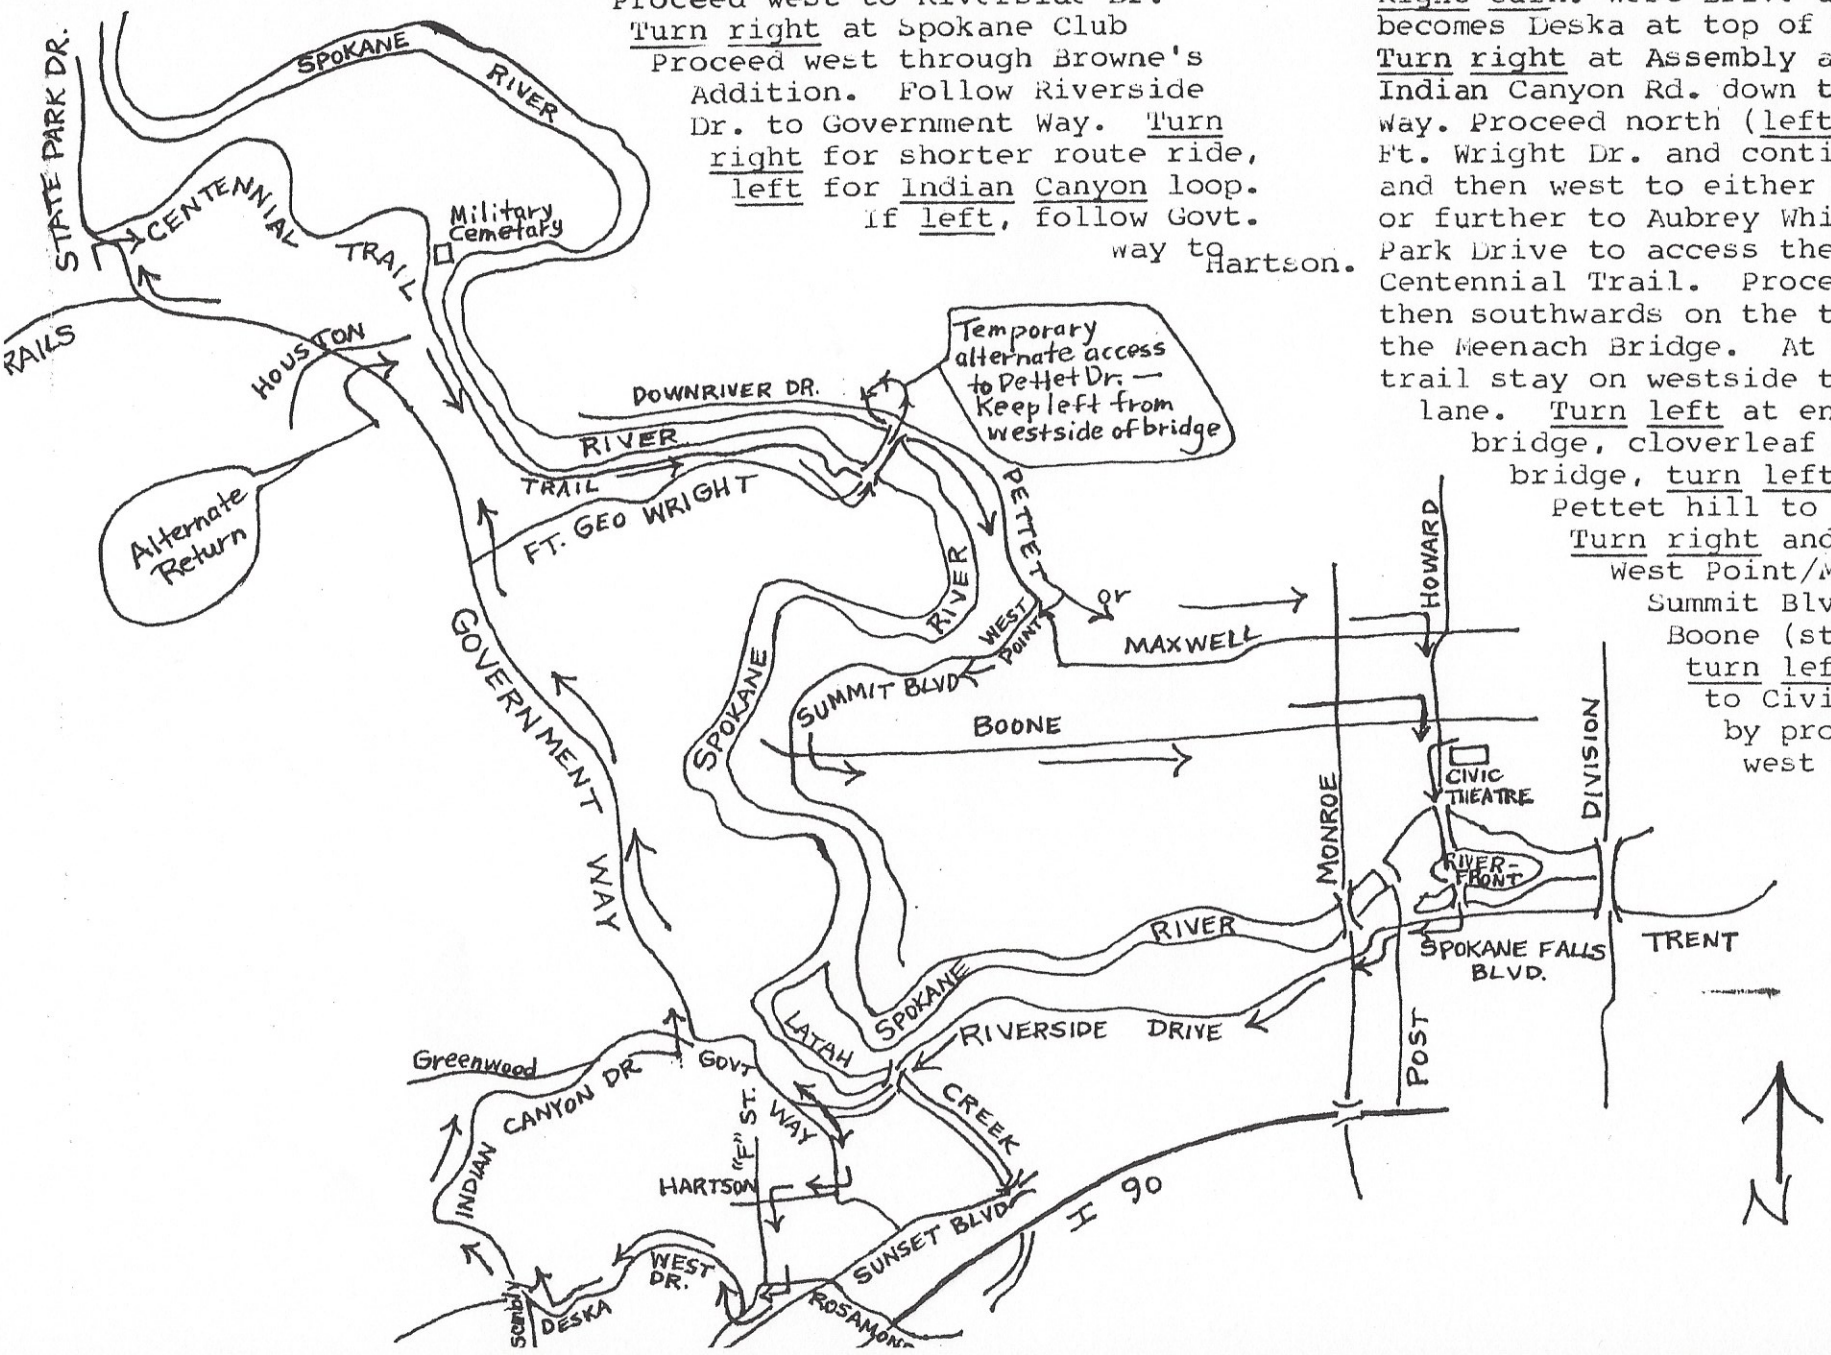 Proceed west to Riverside Dr.
Turn right at Spokane Club
Proceed west through Browne's
Addition. Follow Riverside
Dr. to Government Way. Turn
right for shorter route ride,
left for Indian Canyon loop.
If left, follow Govt.
way to Hartson.
becomes Deska at top of
Turn right at Assembly
Indian Canyon Rd. down
Way. Proceed north (left
Ft. Wright Dr. and conti
and then west to either
or further to Aubrey Whi
Park Drive to access the
Centennial Trail. Proce
then southwards on the t
the Meenach Bridge. At
trail stay on westside t
lane. Turn left at en
bridge, cloverleaf
bridge, turn left
Pettet hill to
Turn right and
West Point/M
Summit Blv
Boone (st
turn lef
to Civi
by pro
west
STATE PARK DR.
SPOKANE
RIVER
CENTENNIAL
TRAIL
Military
Cemetary
RAILS
HOUSTON
Temporary
alternate access
to Pettet Dr. —
Keep left from
westside of bridge
DOWNRIVER DR.
RIVER
TRAIL
FT. GEO WRIGHT
PETTET
Alternate
Return
RIVER
WEST
POINT
or
HOWARD
MAXWELL
GOVERNMENT
WAY
SPOKANE
SUMMIT BLVD
BOONE
CIVIC
THEATRE
DIVISION
MONROE
RIVER-
FRONT
RIVER
SPOKANE
SPOKANE FALLS
BLVD.
TRENT
RIVERSIDE DRIVE
POST
LATAH
CREEK
Greenwood
GOVT
WAY
INDIAN
CANYON DR
"F" ST.
HARTSON
I 90
SUNSET BLVD
WEST
DR.
DESKA
sembly
ROSAMOND
N